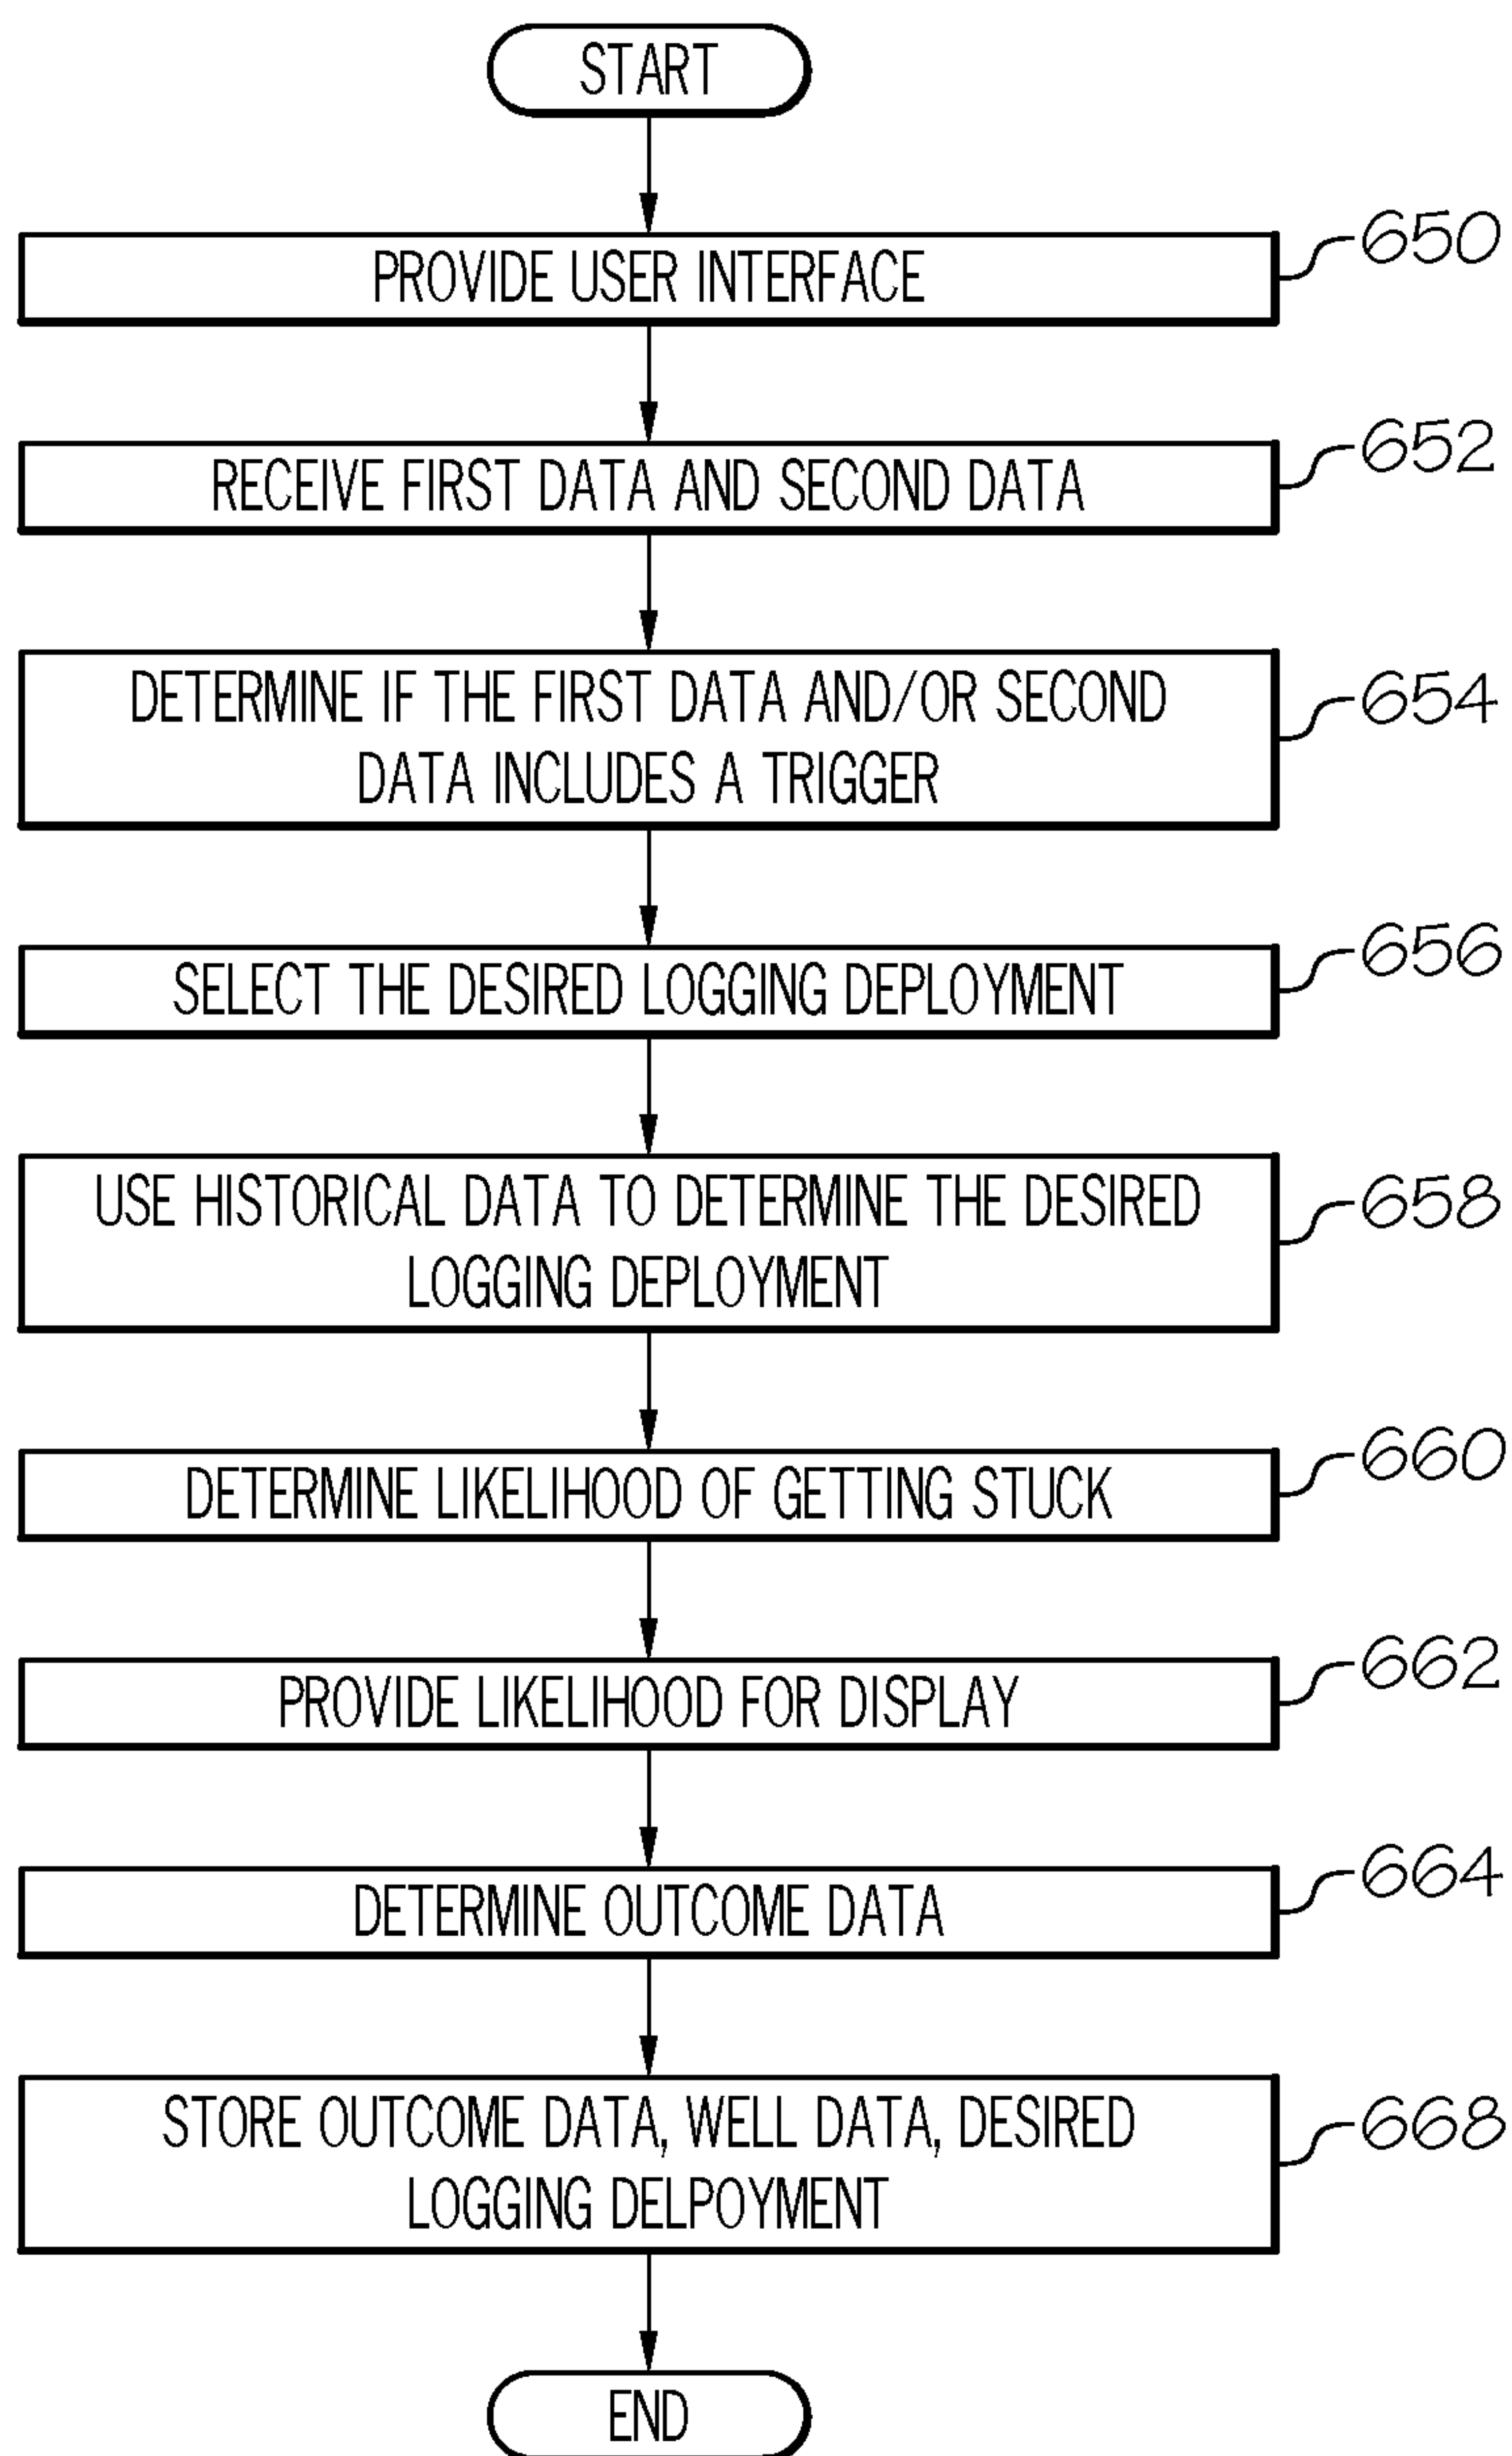 START
PROVIDE USER INTERFACE
650
RECEIVE FIRST DATA AND SECOND DATA
652
DETERMINE IF THE FIRST DATA AND/OR SECOND
DATA INCLUDES A TRIGGER
654
SELECT THE DESIRED LOGGING DEPLOYMENT
656
USE HISTORICAL DATA TO DETERMINE THE DESIRED
LOGGING DEPLOYMENT
658
DETERMINE LIKELIHOOD OF GETTING STUCK
660
PROVIDE LIKELIHOOD FOR DISPLAY
662
DETERMINE OUTCOME DATA
664
STORE OUTCOME DATA, WELL DATA, DESIRED
LOGGING DELPOYMENT
668
END